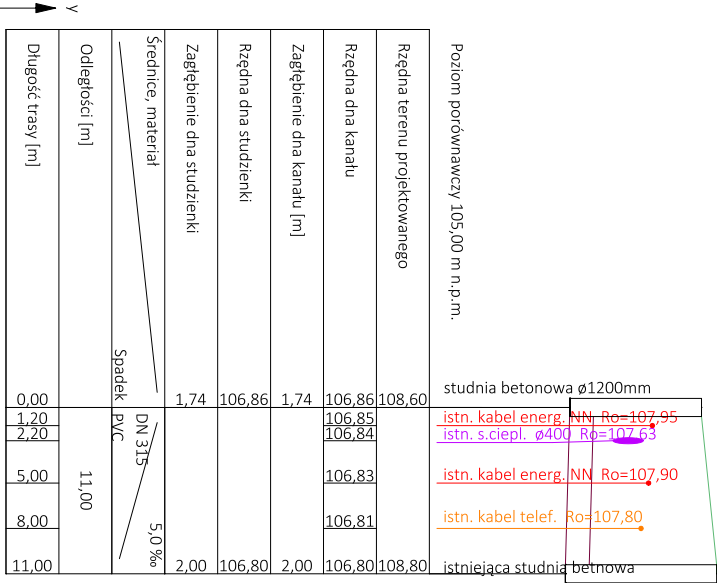 y
Poziom porównawczy 105,00 m n.p.m.
Rzędna terenu projektowanego
108,60
108,80
Rzędna dna kanału
106,86
106,85
106,84
106,83
106,81
106,80
Zagłębienie dna kanału [m]
1,74
2,00
Rzędna dna studzienki
106,86
106,80
Zagłębienie dna studzienki
1,74
2,00
Średnice, materiał
Spadek
DN 315
PVC
5,0 ‰
Odległości [m]
11,00
Długość trasy [m]
0,00
1,20
2,20
5,00
8,00
11,00
studnia betonowa ø1200mm
istn. kabel energ. NN Ro=107,95
istn. s.ciepl. ø400 Ro=107,63
istn. kabel energ. NN Ro=107,90
istn. kabel telef. Ro=107,80
istniejąca studnia betnowa